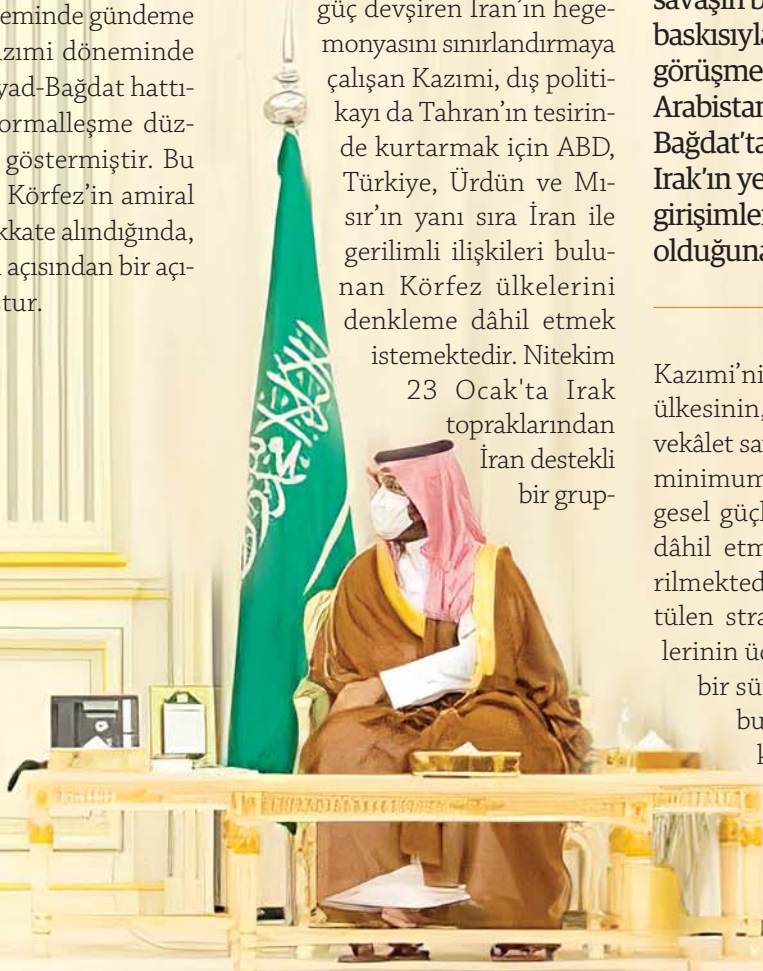 eminde gündeme
azımi döneminde
yad-Bağdat hattı-
ormalleşme düz-
göstermiştir. Bu
Körfez’in amiral
kkate alındığında,
açısından bir açı-
tur.
güç devşiren İran’ın hege-
monyasını sınırlandırmaya
çalışan Kazımi, dış politi-
kayı da Tahran’ın tesirin-
de kurtarmak için ABD,
Türkiye, Ürdün ve Mı-
sır’ın yanı sıra İran ile
gerilimli ilişkileri bulu-
nan Körfez ülkelerini
denkleme dâhil etmek
istemektedir. Nitekim
23 Ocak'ta Irak
topraklarından
İran destekli
bir grup-
savaşın b
baskısıyla
görüşme
Arabistan
Bağdat’ta
Irak’ın ye
girişimle
olduğuna
Kazımi’ni
ülkesinin,
vekâlet sav
minimum
gesel güçl
dâhil etm
rilmekted
tülen stra
lerinin üç
bir sü
bu
k